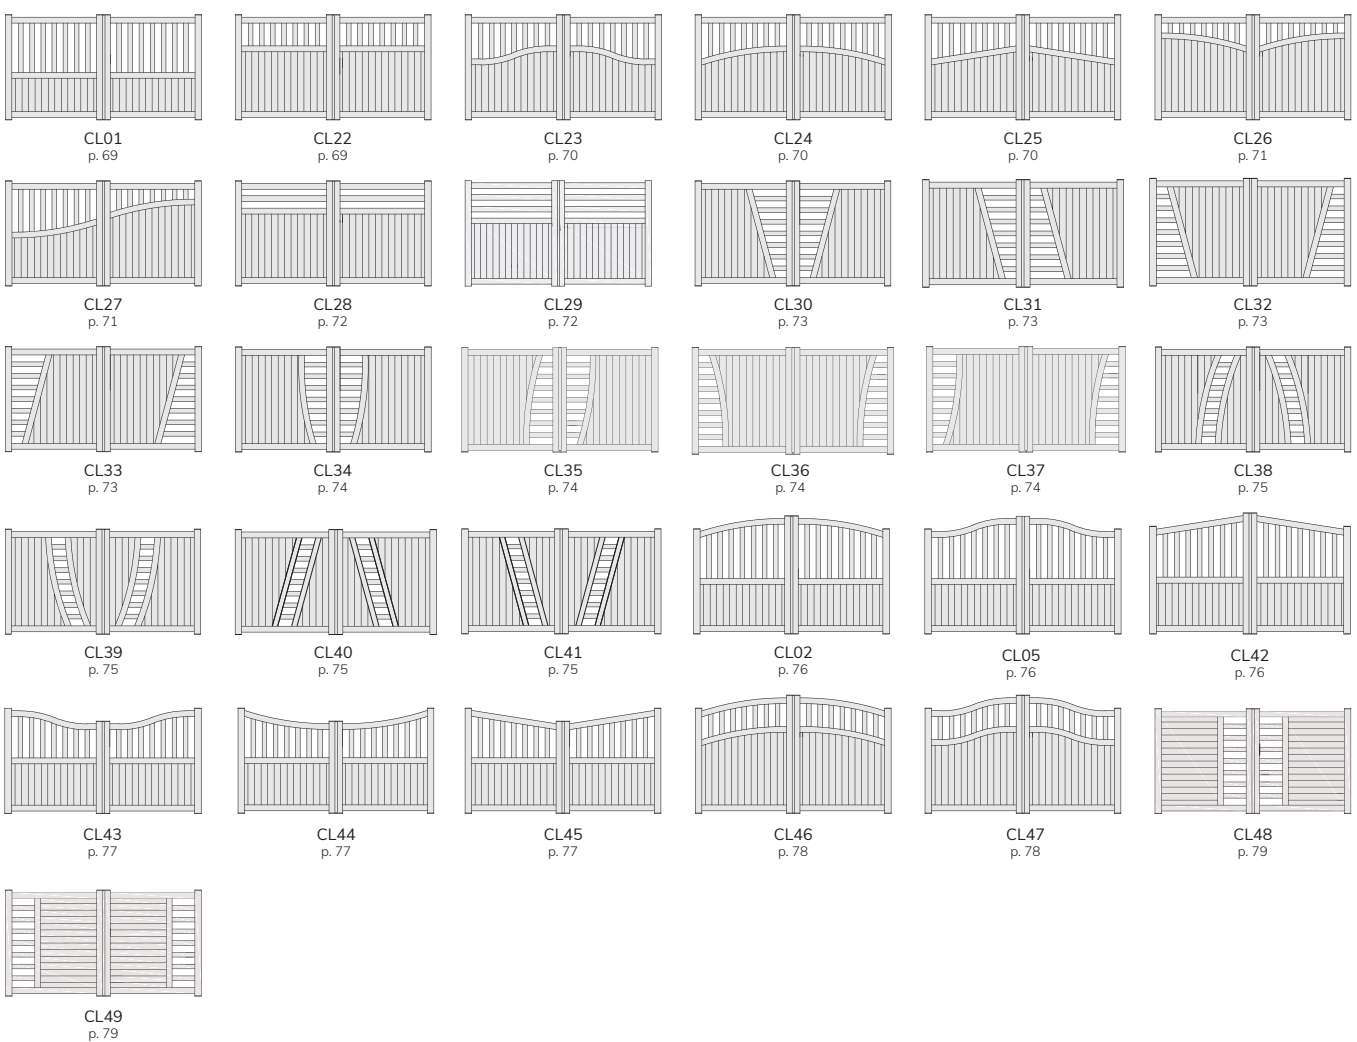 CL01
p. 69
CL22
p. 69
CL23
p. 70
CL24
p. 70
CL25
p. 70
CL26
p. 71
CL27
p. 71
CL28
p. 72
CL29
p. 72
CL30
p. 73
CL31
p. 73
CL32
p. 73
CL33
p. 73
CL34
p. 74
CL35
p. 74
CL36
p. 74
CL37
p. 74
CL38
p. 75
CL39
p. 75
CL40
p. 75
CL41
p. 75
CL02
p. 76
CL05
p. 76
CL42
p. 76
CL43
p. 77
CL44
p. 77
CL45
p. 77
CL46
p. 78
CL47
p. 78
CL48
p. 79
CL49
p. 79